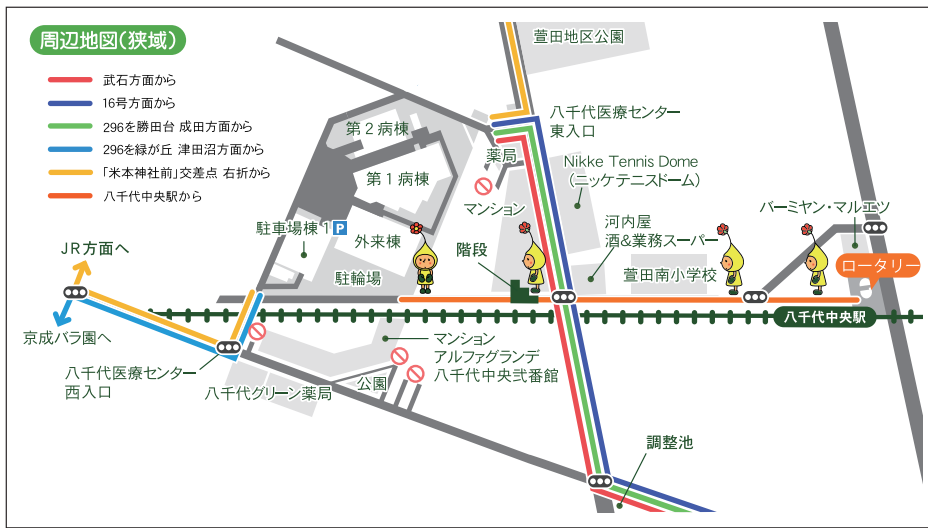 周辺地図(狭域)
武石方面から
16号方面から
296を勝田台 成田方面から
296を緑が丘 津田沼方面から
「米本神社前」交差点 右折から
八千代中央駅から
萱田地区公園
八千代医療センター
東入口
第2病棟
薬局
第1病棟
マンション
Nikke Tennis Dome
(ニッケテニスドーム)
バーミヤン・マルエツ
駐車場棟1 P
外来棟
河内屋
酒&業務スーパー
JR方面へ
階段
駐輪場
萱田南小学校
ロータリー
八千代中央駅
京成バラ園へ
マンション
アルファグランデ
八千代中央弐番館
八千代医療センター
西入口
八千代グリーン薬局
公園
調整池